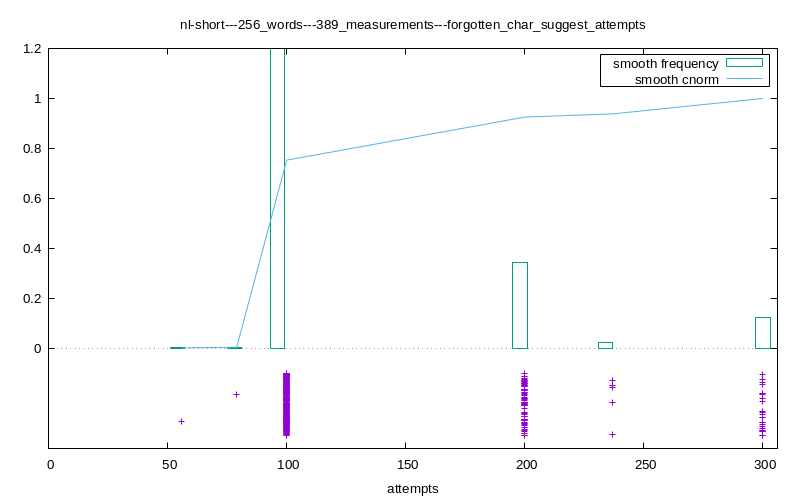 nl-short---256_words---389_measurements---forgotten_char_suggest_attempts
smooth frequency
smooth cnorm
1.2
1
0.8
0.6
0.4
0.2
0
0 50 100 150 200 250 300
attempts